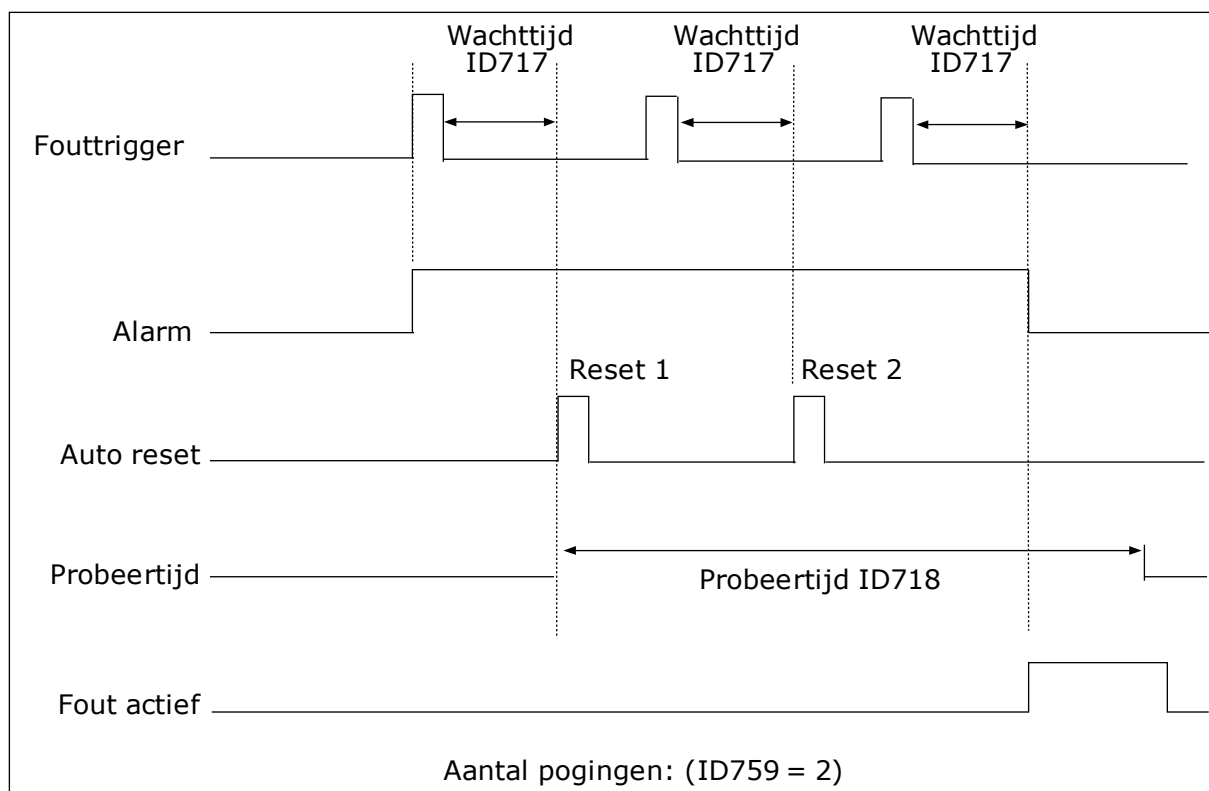 Wachttijd
ID717
Wachttijd
ID717
Wachttijd
ID717
Fouttrigger
Alarm
Reset 1
Reset 2
Auto reset
Probeertijd
Probeertijd ID718
Fout actief
Aantal pogingen: (ID759 = 2)